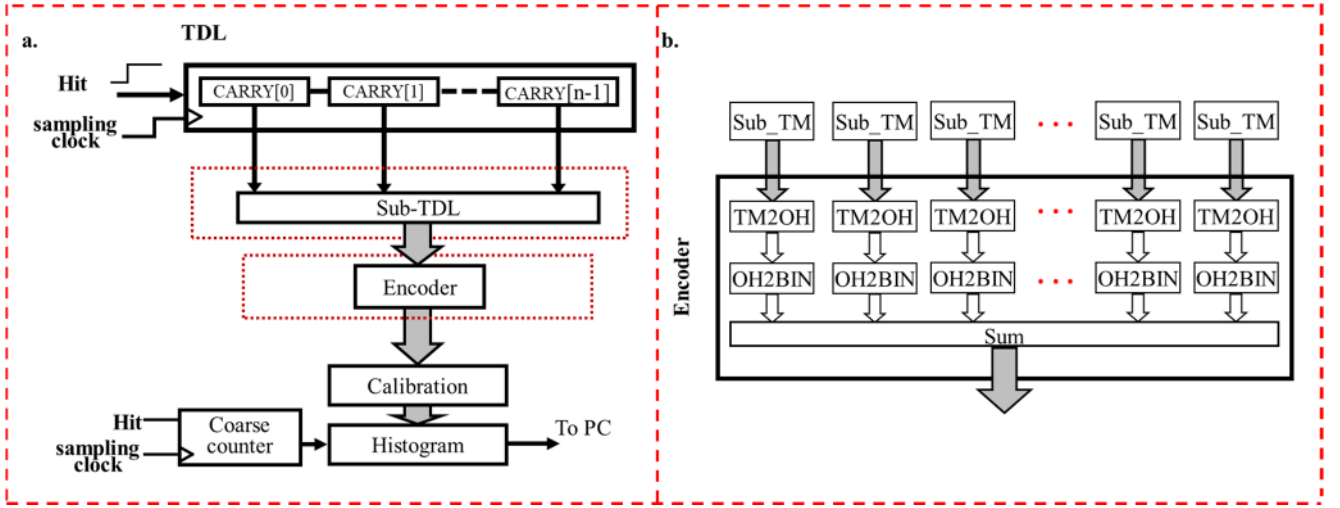 a.
TDL
Hit
sampling
clock
CARRY[0]
CARRY[1]
CARRY[n-1]
Sub-TDL
Encoder
Calibration
Hit
sampling
clock
Coarse
counter
Histogram
To PC
b.
Sub_TM Sub_TM Sub_TM ... Sub_TM Sub_TM
Encoder
TM2OH TM2OH TM2OH ... TM2OH TM2OH
OH2BIN OH2BIN OH2BIN ... OH2BIN OH2BIN
Sum